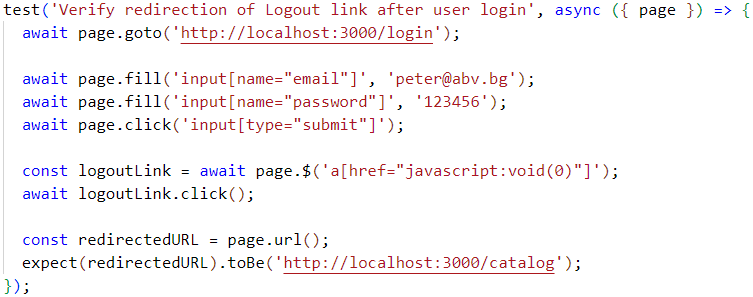 test('Verify redirection of Logout link after user login', async ({ page }) => {
await page.goto('http://localhost:3000/login');
await page.fill('input[name="email"]', 'peter@abv.bg');
await page.fill('input[name="password"]', '123456');
await page.click('input[type="submit"]');
const logoutLink = await page.$('a[href="javascript:void(0)"]');
await logoutLink.click();
const redirectedURL = page.url();
expect(redirectedURL).toBe('http://localhost:3000/catalog');
});